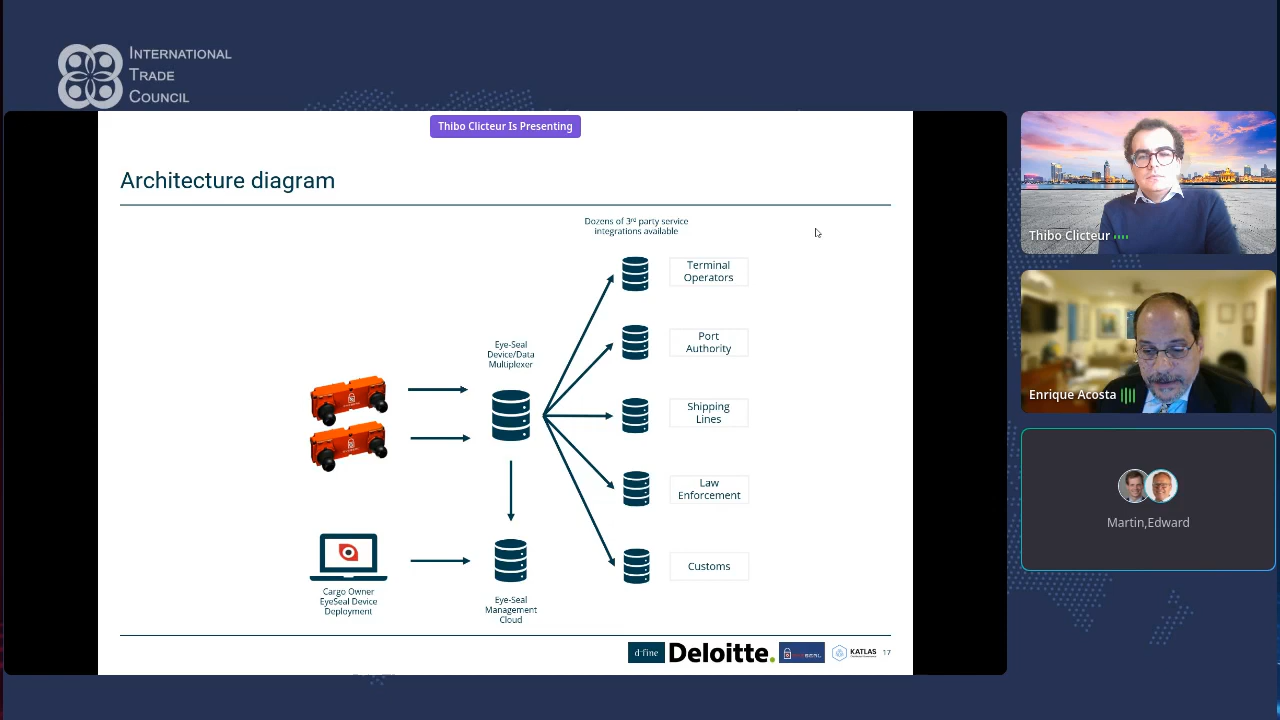 INTERNATIONAL
TRADE
COUNCIL
Thibo Clicteur Is Presenting
Architecture diagram
Dozens of 3rd party service
integrations available
Terminal
Operators
Port
Authority
Eye-Seal
Device/Data
Multiplexer
Shipping
Lines
Law
Enforcement
Customs
Cargo Owner
EyeSeal Device
Deployment
Eye-Seal
Management
Cloud
d-fine
Deloitte.
KATLAS
17
Thibo Clicteur
Enrique Acosta
Martin,Edward